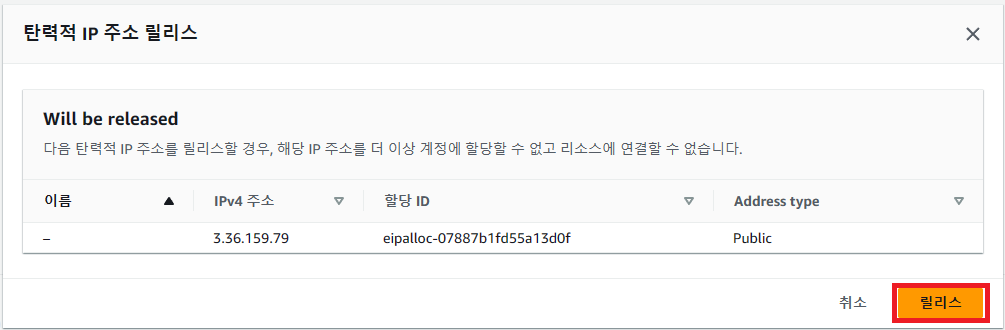 탄력적 IP 주소 릴리스
Will be released
다음 탄력적 IP 주소를 릴리스할 경우, 해당 IP 주소를 더 이상 계정에 할당할 수 없고 리소스에 연결할 수 없습니다.
이름 IPv4 주소 할당 ID Address type
– 3.36.159.79 eipalloc-07887b1fd55a13d0f Public
취소 릴리스